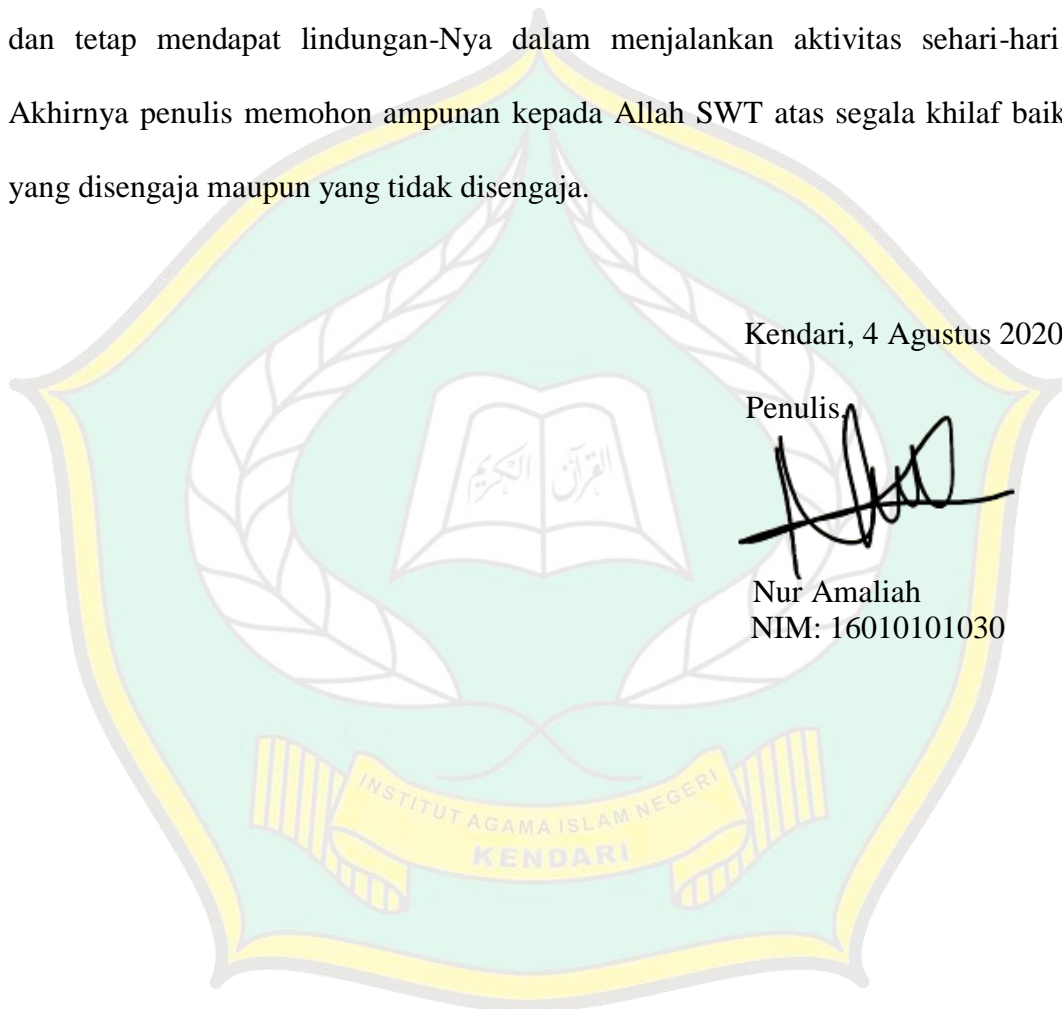 dan tetap mendapat lindungan-Nya dalam menjalankan aktivitas sehari-hari.
Akhirnya penulis memohon ampunan kepada Allah SWT atas segala khilaf baik
yang disengaja maupun yang tidak disengaja.
Kendari, 4 Agustus 2020
Penulis,
القرآن الكريم
Nur Amaliah
NIM: 16010101030
INSTITUT AGAMA ISLAM NEGERI
KENDARI